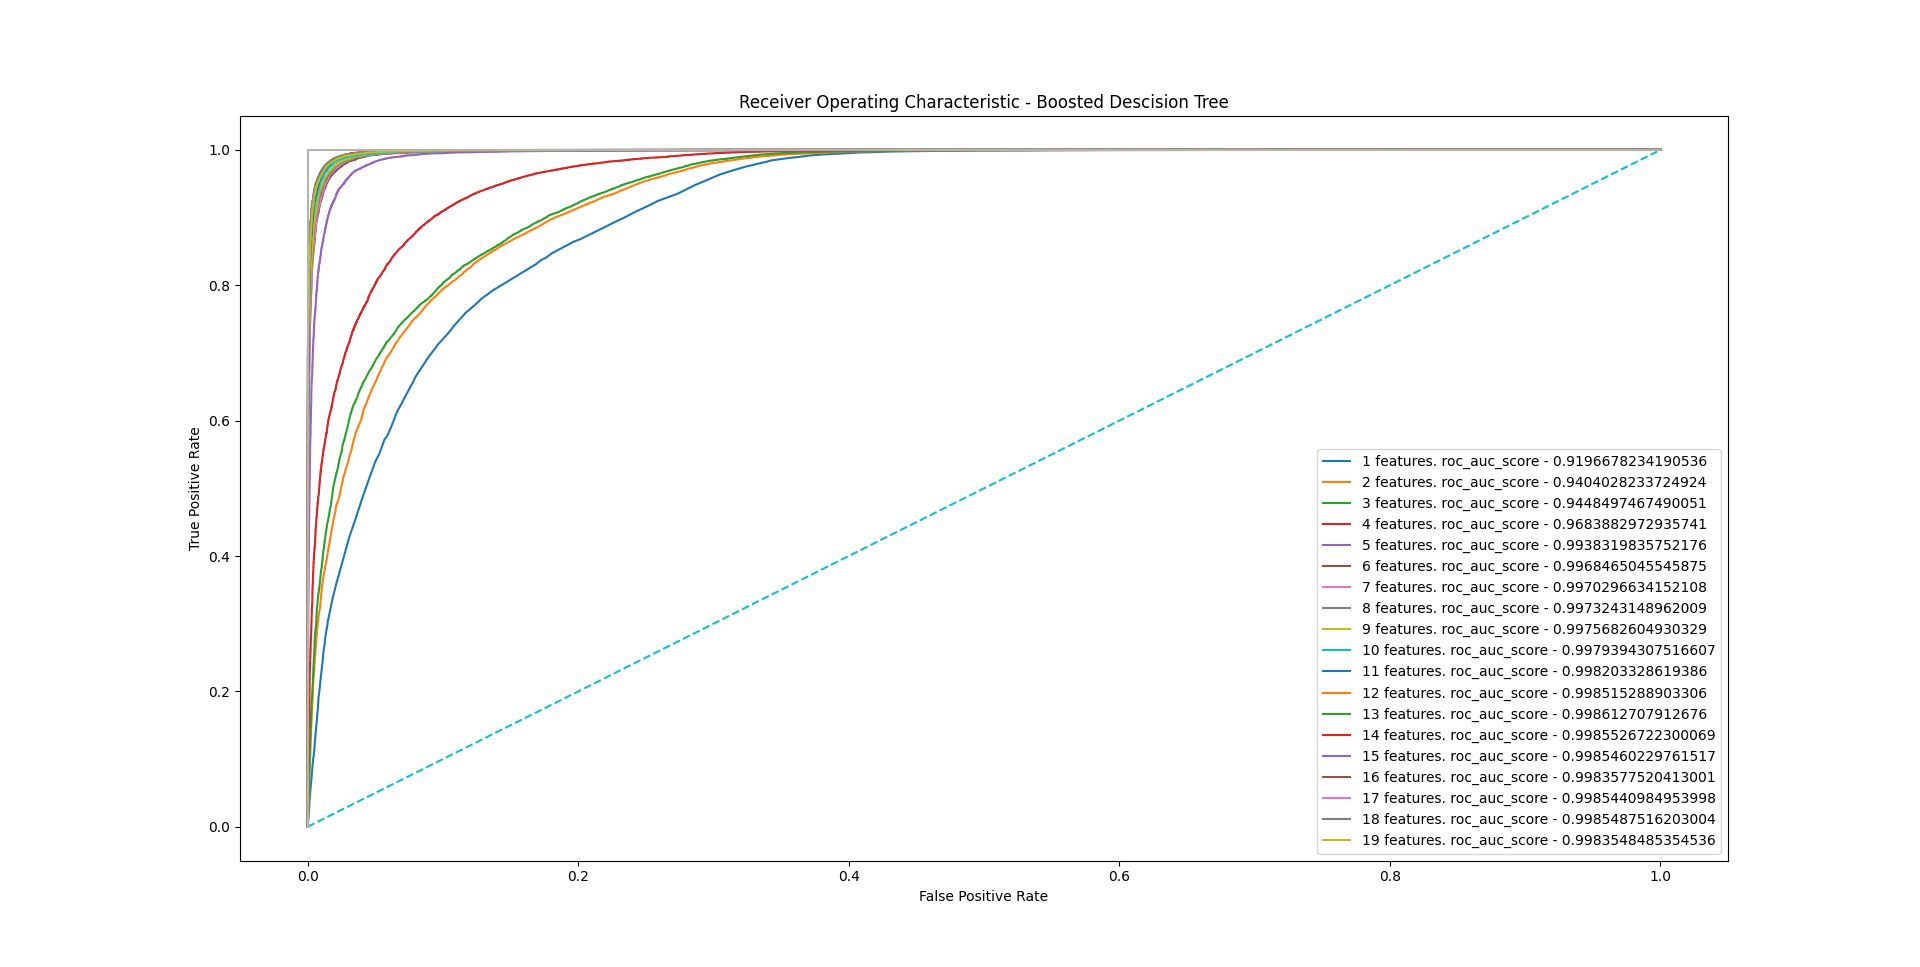 Receiver Operating Characteristic - Boosted Descision Tree
1.0
0.8
0.6
0.4
0.2
0.0
True Positive Rate
1 features. roc_auc_score - 0.9196678234190536
2 features. roc_auc_score - 0.9404028233724924
3 features. roc_auc_score - 0.9448497467490051
4 features. roc_auc_score - 0.9683882972935741
5 features. roc_auc_score - 0.9938319835752176
6 features. roc_auc_score - 0.9968465045545875
7 features. roc_auc_score - 0.9970296634152108
8 features. roc_auc_score - 0.9973243148962009
9 features. roc_auc_score - 0.9975682604930329
10 features. roc_auc_score - 0.9979394307516607
11 features. roc_auc_score - 0.998203328619386
12 features. roc_auc_score - 0.998515288903306
13 features. roc_auc_score - 0.998612707912676
14 features. roc_auc_score - 0.9985526722300069
15 features. roc_auc_score - 0.9985460229761517
16 features. roc_auc_score - 0.9983577520413001
17 features. roc_auc_score - 0.9985440984953998
18 features. roc_auc_score - 0.9985487516203004
19 features. roc_auc_score - 0.9983548485354536
0.0 0.2 0.4 0.6 0.8 1.0
False Positive Rate